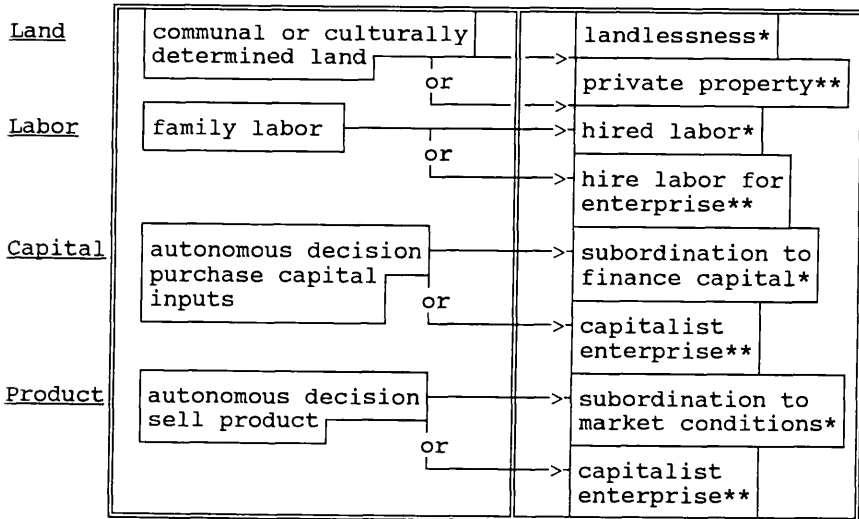 Land
communal or culturally
determined land
landlessness*
or
private property**
Labor
family labor
hired labor*
or
hire labor for
enterprise**
Capital
autonomous decision
purchase capital
inputs
subordination to
finance capital*
or
capitalist
enterprise**
Product
autonomous decision
sell product
subordination to
market conditions*
or
capitalist
enterprise**